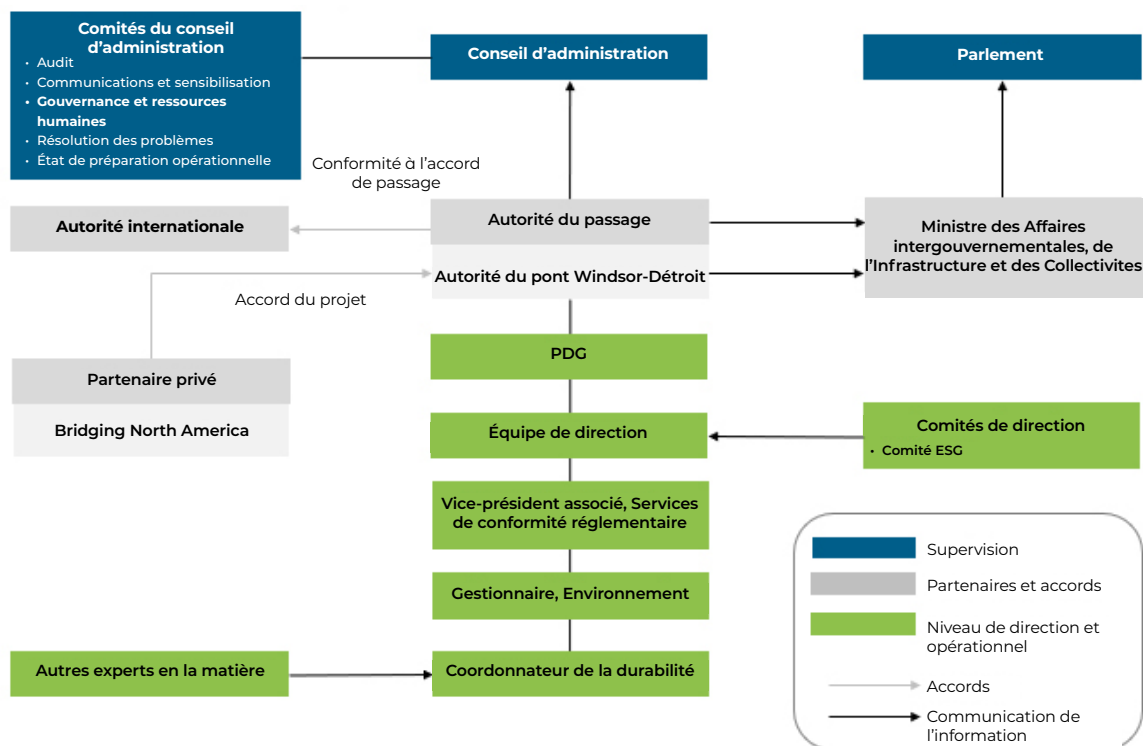 Comités du conseil
d’administration
· Audit
· Communications et sensibilisation
· Gouvernance et ressources
humaines
· Résolution des problèmes
· État de préparation opérationnelle
Conseil d’administration
Parlement
Conformité à l’accord
de passage
Autorité internationale
Autorité du passage
Autorité du pont Windsor-Détroit
Ministre des Affaires
intergouvernementales, de
l’Infrastructure et des Collectivites
Accord du projet
Partenaire privé
Bridging North America
PDG
Équipe de direction
Comités de direction
· Comité ESG
Vice-président associé, Services
de conformité réglementaire
Gestionnaire, Environnement
Autres experts en la matière
Coordonnateur de la durabilité
Supervision
Partenaires et accords
Niveau de direction et
opérationnel
Accords
Communication de
l’information